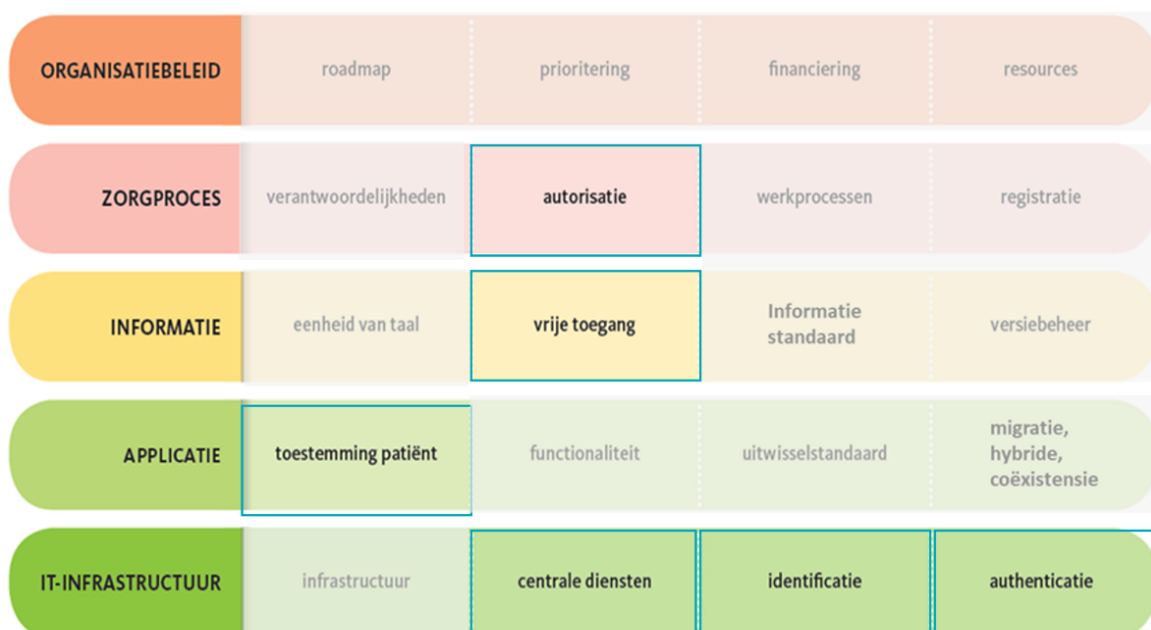 ORGANISATIEBELEID
roadmap
prioritering
financiering
resources
ZORGPROCES
verantwoordelijkheden
autorisatie
werkprocessen
registratie
INFORMATIE
eenheid van taal
vrije toegang
Informatie
standaard
versiebeheer
APPLICATIE
toestemming patiënt
functionaliteit
uitwisselstandaard
migratie,
hybride,
coëxistensie
IT-INFRASTRUCTUUR
infrastructuur
centrale diensten
identificatie
authenticatie